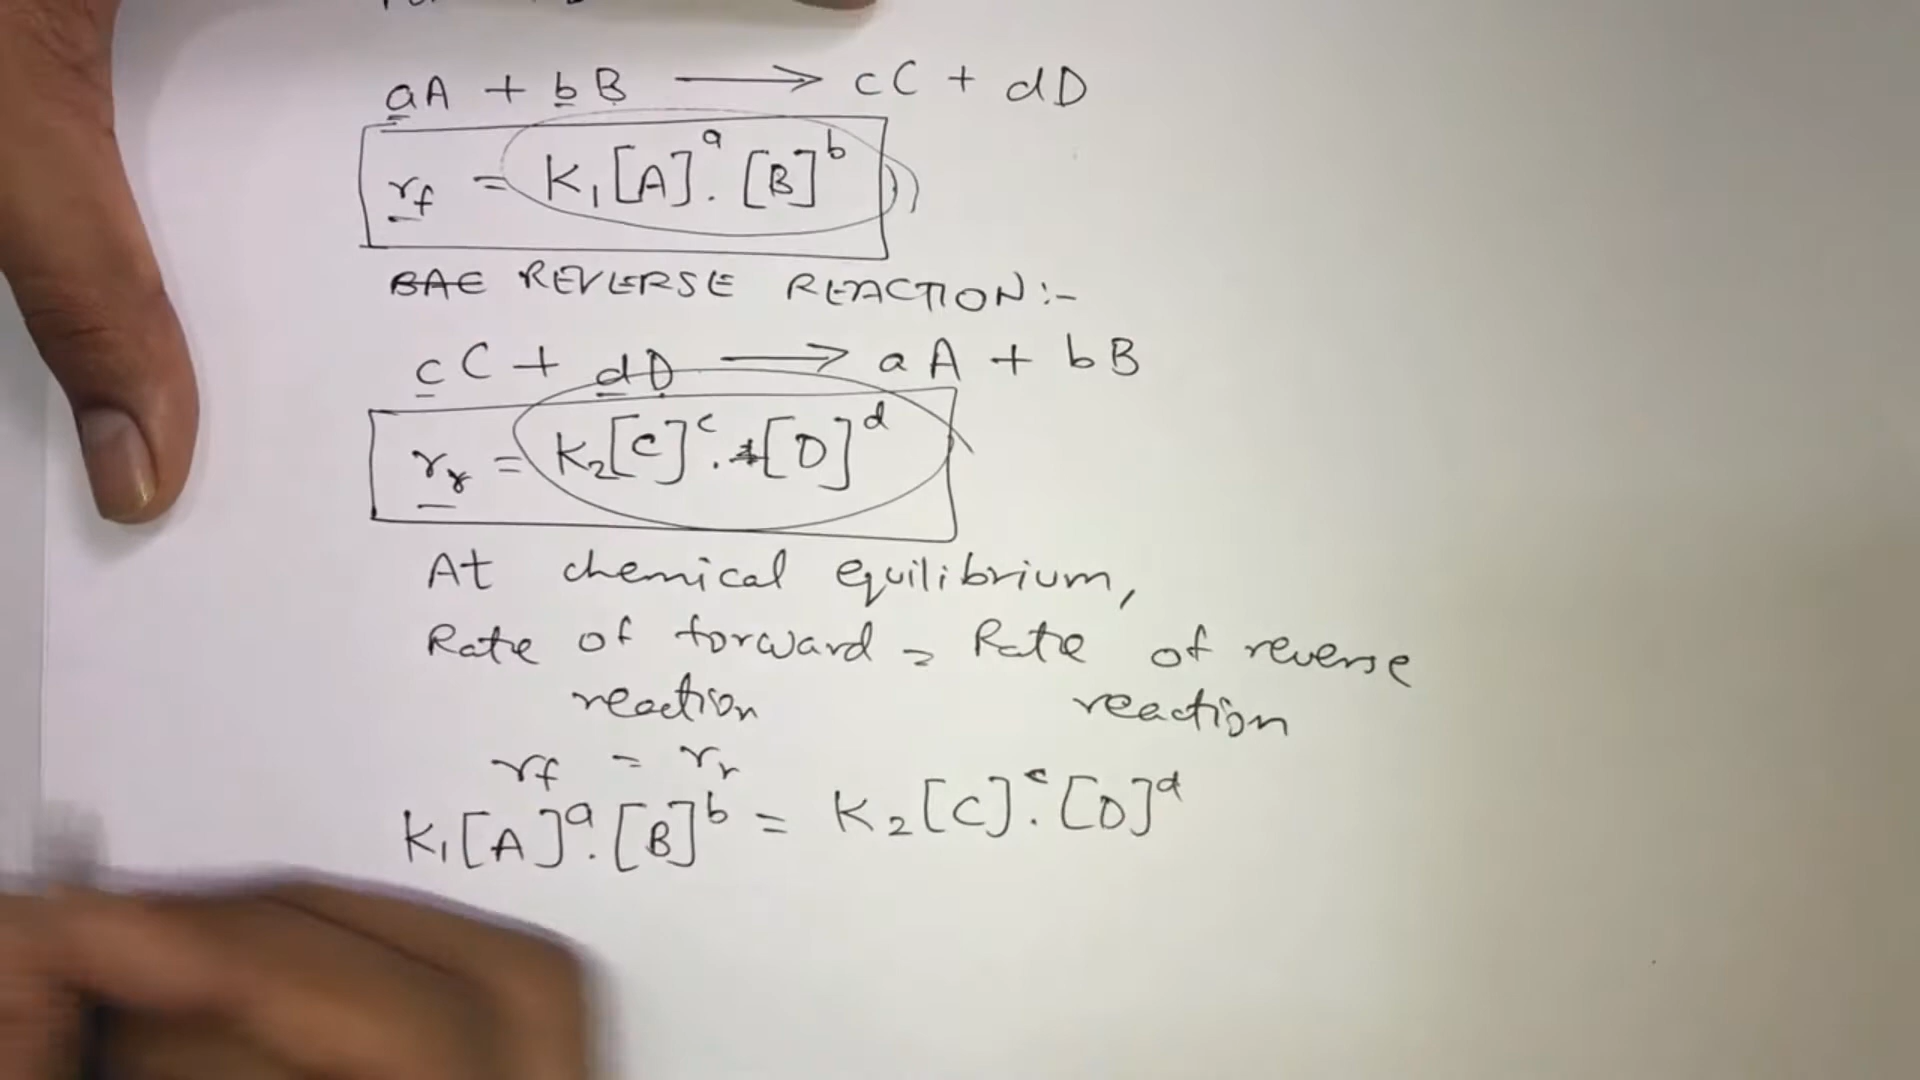 aA + bB ⟶ cC + dD
r_f = K₁[A]^a . [B]^b
BAE REVERSE REACTION:-
cC + dD ⟶ aA + bB
r_r = K₂[C]^c . [D]^d
At chemical equilibrium,
Rate of forward = Rate of reverse
reaction reaction
r_f = r_r
K₁[A]^a . [B]^b = K₂[C]^c . [D]^d